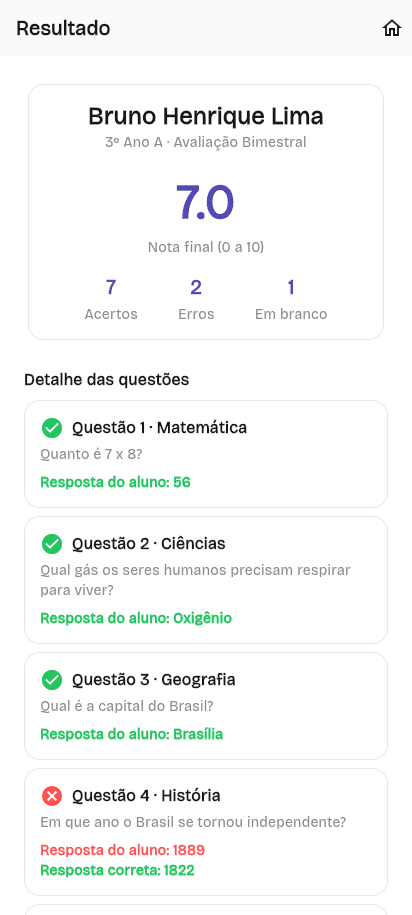 Resultado
Bruno Henrique Lima
3º Ano A · Avaliação Bimestral
7.0
Nota final (0 a 10)
7 2 1
Acertos Erros Em branco
Detalhe das questões
Questão 1 · Matemática
Quanto é 7 x 8?
Resposta do aluno: 56
Questão 2 · Ciências
Qual gás os seres humanos precisam respirar
para viver?
Resposta do aluno: Oxigênio
Questão 3 · Geografia
Qual é a capital do Brasil?
Resposta do aluno: Brasília
Questão 4 · História
Em que ano o Brasil se tornou independente?
Resposta do aluno: 1889
Resposta correta: 1822